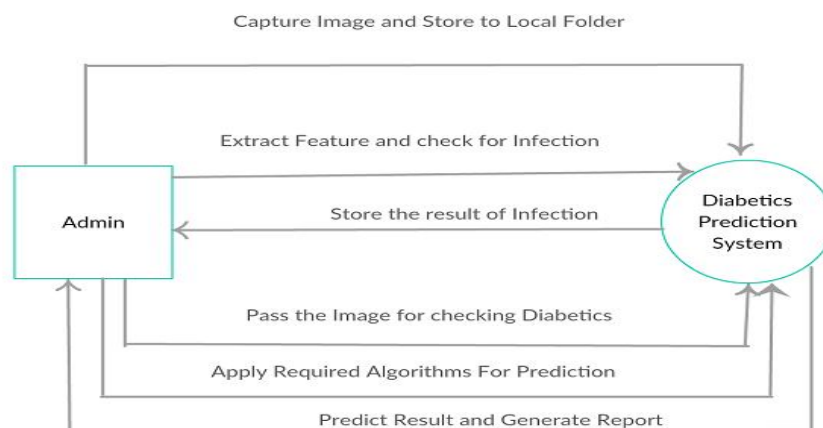 Capture Image and Store to Local Folder
Extract Feature and check for Infection
Admin
Store the result of Infection
Diabetics
Prediction
System
Pass the Image for checking Diabetics
Apply Required Algorithms For Prediction
Predict Result and Generate Report